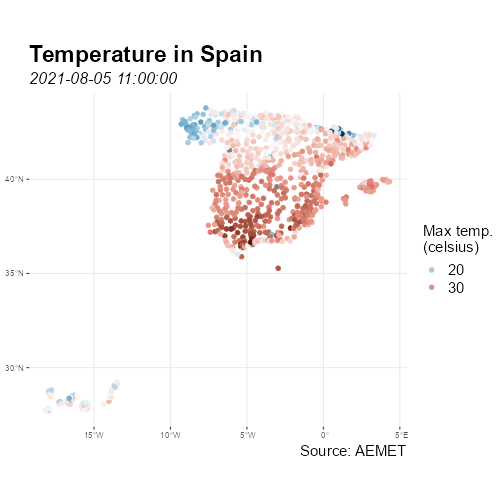 Temperature in Spain
2021-08-05 11:00:00
40°N
35°N
30°N
15°W
10°W
5°W
0°
5°E
Max temp.
(celsius)
20
30
Source: AEMET